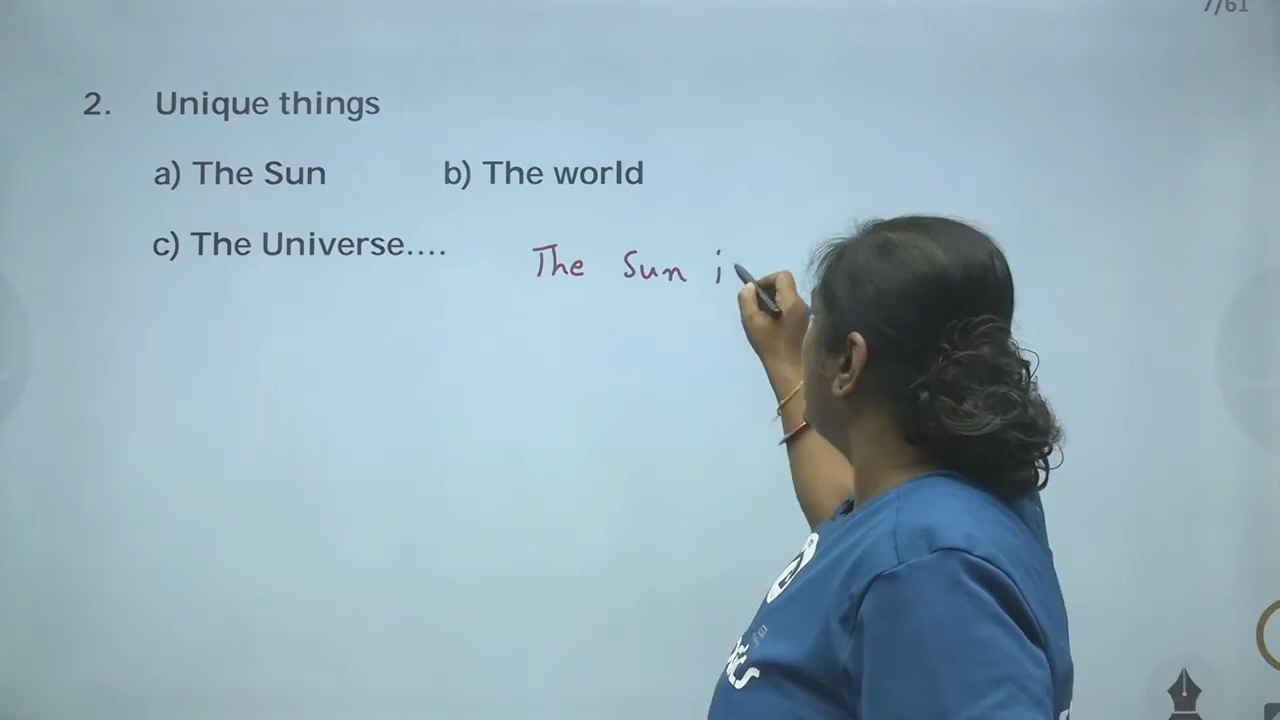 7/61
2. Unique things
a) The Sun b) The world
c) The Universe....
The Sun i